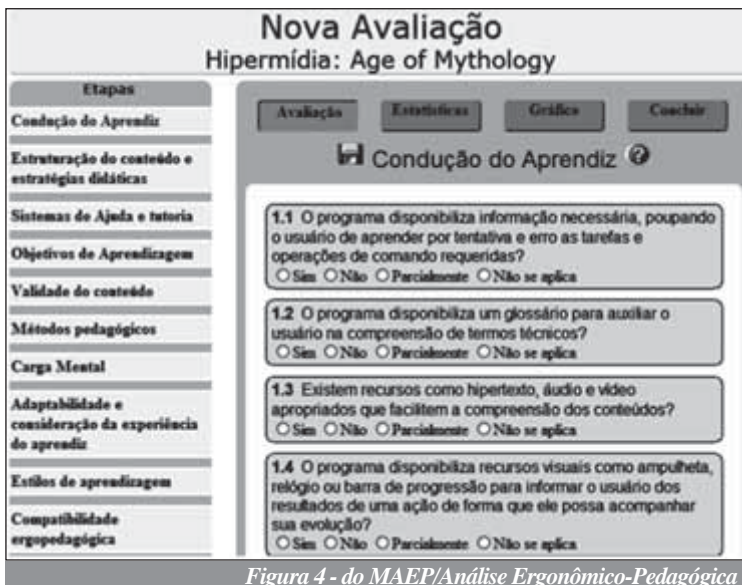 Nova Avaliação
Hipermídia: Age of Mythology
Etapas
Condução do Aprendiz
Estruturação do conteúdo e
estratégias didáticas
Sistemas de Ajuda e tutoria
Objetivos de Aprendizagem
Validade do conteúdo
Métodos pedagógicos
Carga Mental
Adaptabilidade e
consideração da experiência
do aprendiz
Estilos de aprendizagem
Compatibilidade
ergopedagógica
Avaliação Estatísticas Gráfico Concluir
Condução do Aprendiz ?
1.1 O programa disponibiliza informação necessária, poupando
o usuário de aprender por tentativa e erro as tarefas e
operações de comando requeridas?
Sim Não Parcialmente Não se aplica
1.2 O programa disponibiliza um glossário para auxiliar o
usuário na compreensão de termos técnicos?
Sim Não Parcialmente Não se aplica
1.3 Existem recursos como hipertexto, áudio e vídeo
apropriados que facilitem a compreensão dos conteúdos?
Sim Não Parcialmente Não se aplica
1.4 O programa disponibiliza recursos visuais como ampulheta,
relógio ou barra de progressão para informar o usuário dos
resultados de uma ação de forma que ele possa acompanhar
sua evolução?
Sim Não Parcialmente Não se aplica
Figura 4 - do MAEP/Análise Ergonômico-Pedagógica